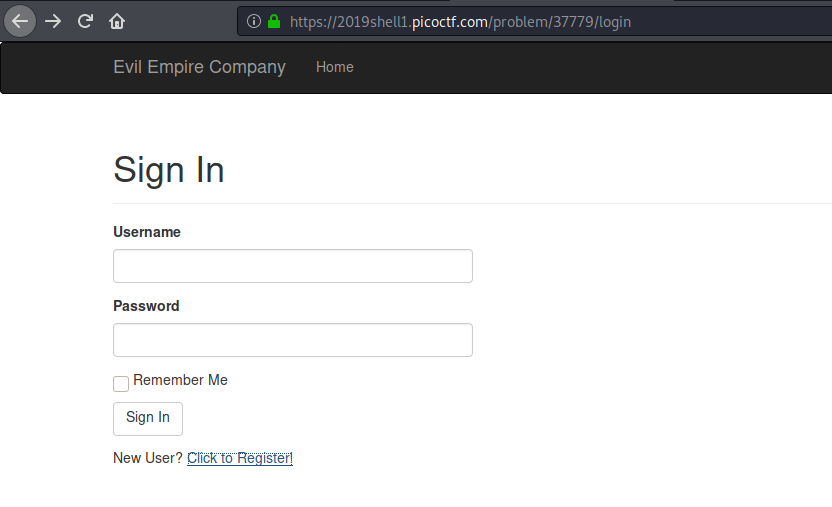 https://2019shell1.picoctf.com/problem/37779/login
Evil Empire Company Home
Sign In
Username
Password
Remember Me
Sign In
New User? Click to Register!